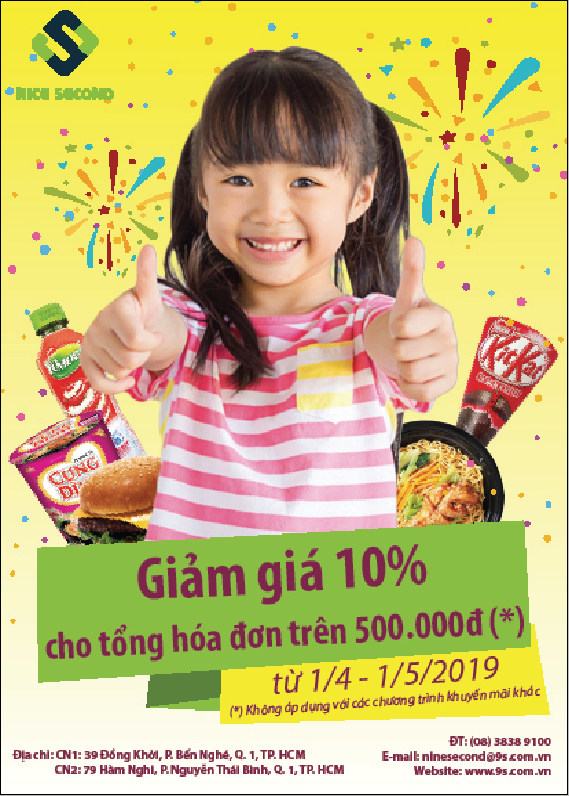 NICE SECOND
KitKat
CUNG
ĐÌNH
Giảm giá 10%
cho tổng hóa đơn trên 500.000đ (*)
từ 1/4 - 1/5/2019
(*) Không áp dụng với các chương trình khuyến mãi khác
ĐT: (08) 3838 9100
Địa chỉ: CN1: 39 Đồng Khởi, P. Bến Nghé, Q. 1, TP. HCM
E-mail: ninesecond@9s.com.vn
CN2: 79 Hàm Nghi, P. Nguyễn Thái Bình, Q. 1, TP. HCM
Website: www.9s.com.vn